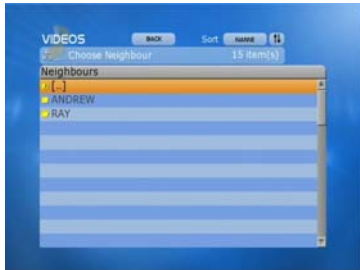 VIDEOS BACK Sort NAME
Choose Neighbour 15 item(s)
Neighbours
[..]
ANDREW
RAY